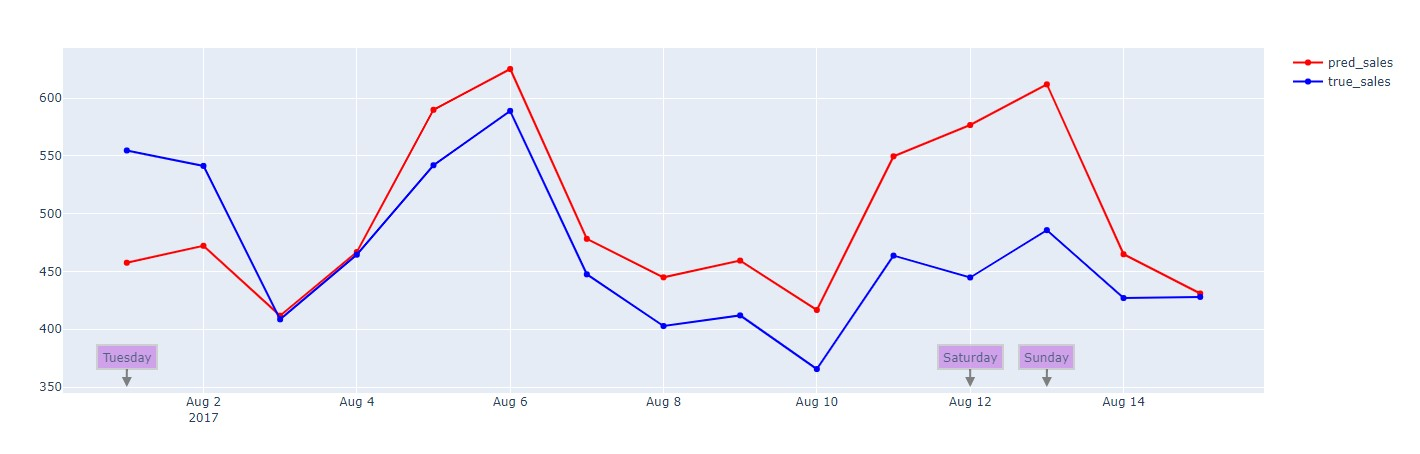 pred_sales
true_sales
600
550
500
450
400
350
Tuesday
Saturday
Sunday
Aug 2
2017
Aug 4
Aug 6
Aug 8
Aug 10
Aug 12
Aug 14